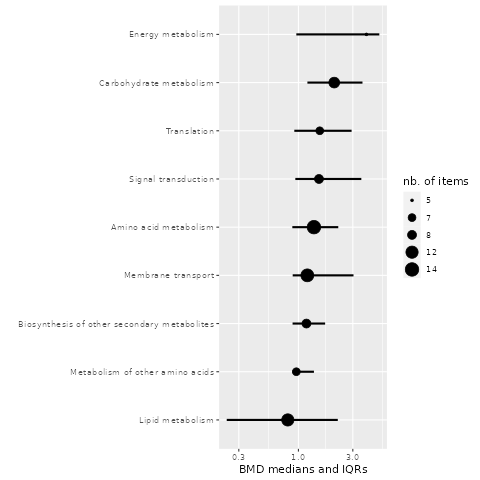 Energy metabolism
Carbohydrate metabolism
Translation
Signal transduction
Amino acid metabolism
Membrane transport
Biosynthesis of other secondary metabolites
Metabolism of other amino acids
Lipid metabolism
0.3 1.0 3.0
BMD medians and IQRs
nb. of items
5
7
8
12
14